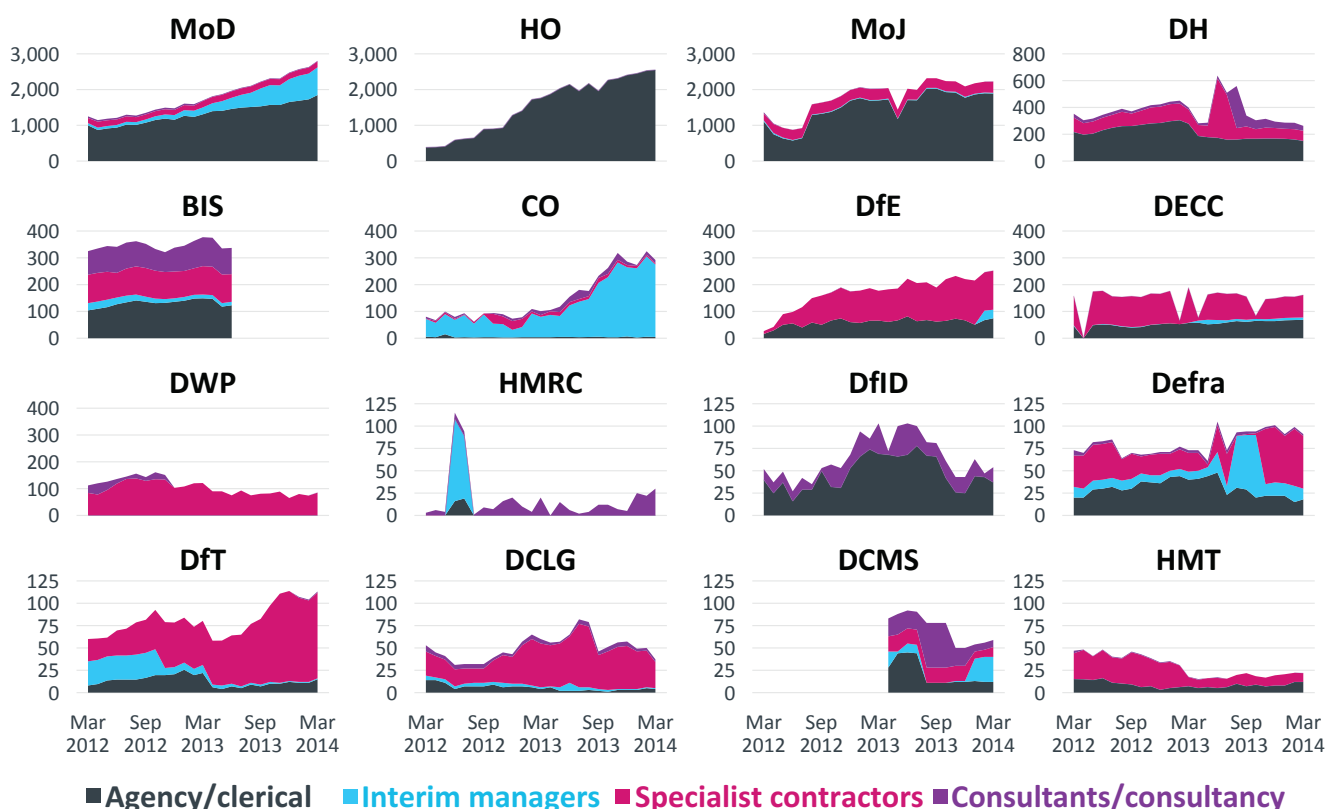 MoD HO MoJ DH
3,000 3,000 3,000 800
2,000 2,000 2,000 600
400
1,000 1,000 1,000 200
0 0 0 0
BIS CO DfE DECC
400 400 400 400
300 300 300 300
200 200 200 200
100 100 100 100
0 0 0 0
DWP HMRC DfID Defra
400 125 125 125
300 100 100 100
200 75 75 75
50 50 50
100 25 25 25
0 0 0 0
DfT DCLG DCMS HMT
125 125 125 125
100 100 100 100
75 75 75 75
50 50 50 50
25 25 25 25
0 0 0 0
Mar Sep Mar Sep Mar Mar Sep Mar Sep Mar Mar Sep Mar Sep Mar Mar Sep Mar Sep Mar
2012 2012 2013 2013 2014 2012 2012 2013 2013 2014 2012 2012 2013 2013 2014 2012 2012 2013 2013 2014
Agency/clerical Interim managers Specialist contractors Consultants/consultancy